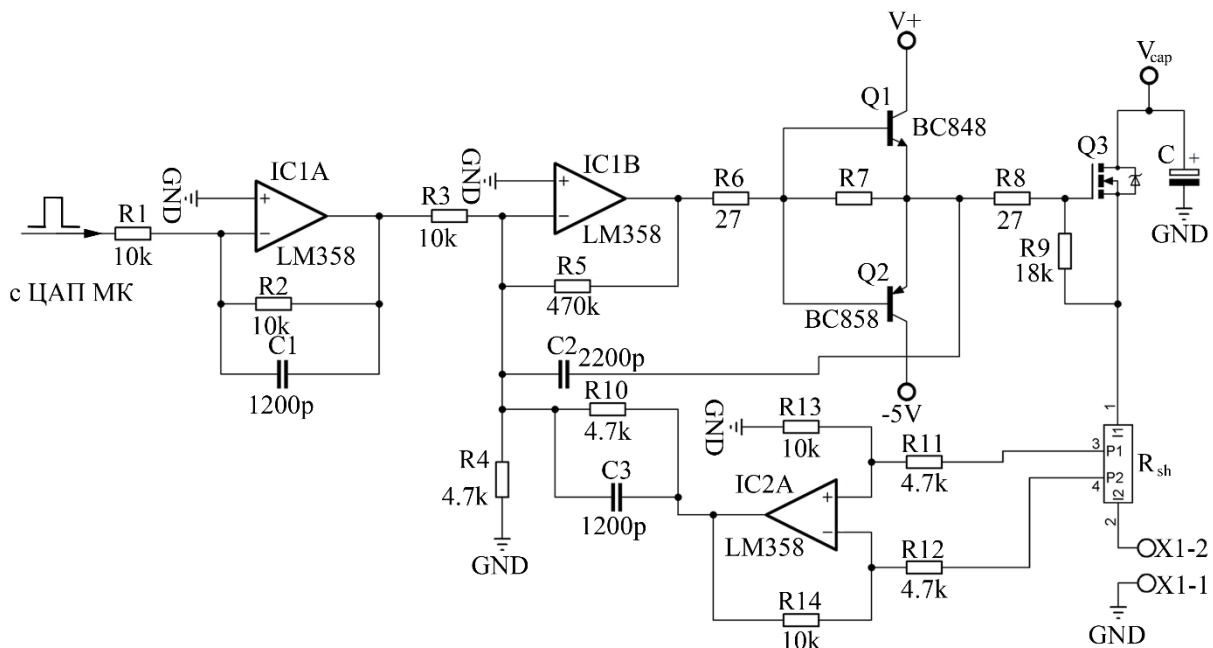 V+
V cap
Q1
BC848
Q3
C
+
GND
IC1A
+
−
LM358
GND
R1
10k
с ЦАП МК
R2
10k
C1
1200p
R3
10k
GND
IC1B
+
−
LM358
R5
470k
R6
27
R7
R8
27
R9
18k
Q2
BC858
-5V
C2
2200p
R10
4.7k
C3
1200p
R4
4.7k
GND
GND
R13
10k
R11
4.7k
IC2A
+
−
LM358
R12
4.7k
R14
10k
1
I1
3
P1
P2
4
I2
2
R sh
X1-2
X1-1
GND